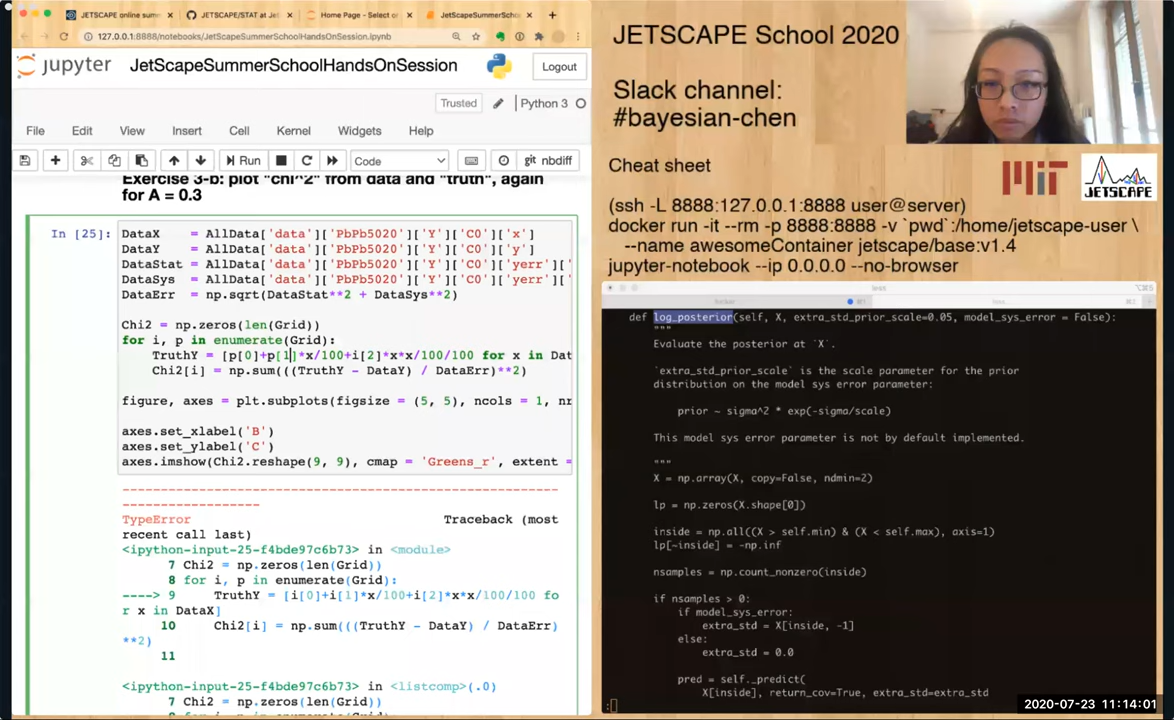 JETSCAPE online sum
JETSCAPE/STAT at Je
Home Page - Select or
JetScapeSummerSch
127.0.0.1:8888/notebooks/JetScapeSummerSchoolHandsOnSession.ipynb
jupyter JetScapeSummerSchoolHandsOnSession
Logout
Trusted
Python 3
File Edit View Insert Cell Kernel Widgets Help
Run
Code
git nbdiff
Exercise 3-b: plot "chi^2" from data and "truth", again
for A = 0.3
In [25]:
DataX = AllData['data']['PbPb5020']['Y']['C0']['x']
DataY = AllData['data']['PbPb5020']['Y']['C0']['y']
DataStat = AllData['data']['PbPb5020']['Y']['C0']['yerr']['
DataSys = AllData['data']['PbPb5020']['Y']['C0']['yerr']['
DataErr = np.sqrt(DataStat**2 + DataSys**2)
Chi2 = np.zeros(len(Grid))
for i, p in enumerate(Grid):
TruthY = [p[0]+p[1]*x/100+i[2]*x*x/100/100 for x in Dat
Chi2[i] = np.sum(((TruthY - DataY) / DataErr)**2)
figure, axes = plt.subplots(figsize = (5, 5), ncols = 1, nr
axes.set_xlabel('B')
axes.set_ylabel('C')
axes.imshow(Chi2.reshape(9, 9), cmap = 'Greens_r', extent =
---------------------------------------------------------
------------------
TypeError Traceback (most
recent call last)
<ipython-input-25-f4bde97c6b73> in <module>
7 Chi2 = np.zeros(len(Grid))
8 for i, p in enumerate(Grid):
----> 9 TruthY = [i[0]+i[1]*x/100+i[2]*x*x/100/100 fo
r x in DataX]
10 Chi2[i] = np.sum(((TruthY - DataY) / DataErr)
**2)
11
<ipython-input-25-f4bde97c6b73> in <listcomp>(.0)
7 Chi2 = np.zeros(len(Grid))
JETSCAPE School 2020
Slack channel:
#bayesian-chen
Cheat sheet
MIT
JETSCAPE
(ssh -L 8888:127.0.0.1:8888 user@server)
docker run -it --rm -p 8888:8888 -v `pwd`:/home/jetscape-user \
--name awesomeContainer jetscape/base:v1.4
jupyter-notebook --ip 0.0.0.0 --no-browser
less
def log_posterior(self, X, extra_std_prior_scale=0.05, model_sys_error = False):
"""
Evaluate the posterior at `X`.
`extra_std_prior_scale` is the scale parameter for the prior
distribution on the model sys error parameter:
prior ~ sigma^2 * exp(-sigma/scale)
This model sys error parameter is not by default implemented.
"""
X = np.array(X, copy=False, ndmin=2)
lp = np.zeros(X.shape[0])
inside = np.all((X > self.min) & (X < self.max), axis=1)
lp[~inside] = -np.inf
nsamples = np.count_nonzero(inside)
if nsamples > 0:
if model_sys_error:
extra_std = X[inside, -1]
else:
extra_std = 0.0
pred = self._predict(
X[inside], return_cov=True, extra_std=extra_std
:
2020-07-23 11:14:01